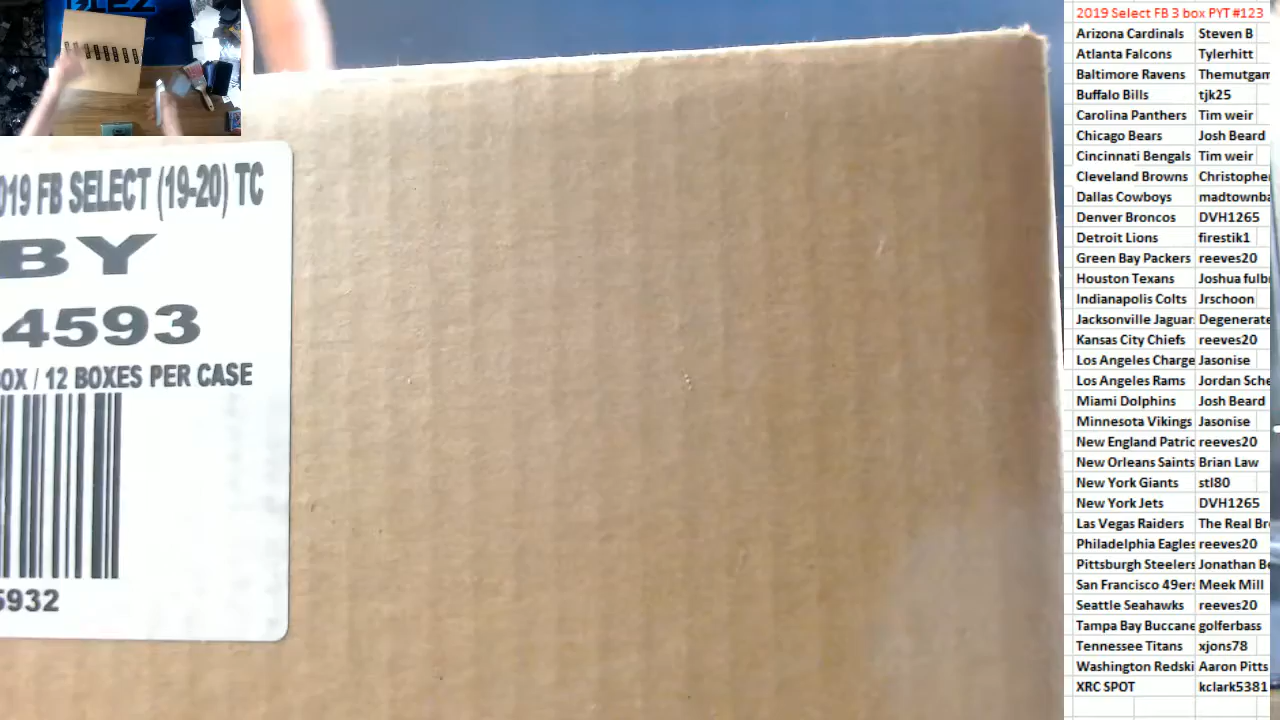 019 FB SELECT (19-20) TC
BY
4593
OX / 12 BOXES PER CASE
5932
2019 Select FB 3 box PYT #123
Arizona Cardinals Steven B
Atlanta Falcons Tylerhitt
Baltimore Ravens Themutgam
Buffalo Bills tjk25
Carolina Panthers Tim weir
Chicago Bears Josh Beard
Cincinnati Bengals Tim weir
Cleveland Browns Christopher
Dallas Cowboys madtownba
Denver Broncos DVH1265
Detroit Lions firestik1
Green Bay Packers reeves20
Houston Texans Joshua fulbr
Indianapolis Colts Jrschoon
Jacksonville Jaguar Degenerate
Kansas City Chiefs reeves20
Los Angeles Charge Jasonise
Los Angeles Rams Jordan Sche
Miami Dolphins Josh Beard
Minnesota Vikings Jasonise
New England Patric reeves20
New Orleans Saints Brian Law
New York Giants stl80
New York Jets DVH1265
Las Vegas Raiders The Real Br
Philadelphia Eagles reeves20
Pittsburgh Steelers Jonathan Be
San Francisco 49ers Meek Mill
Seattle Seahawks reeves20
Tampa Bay Buccane golferbass
Tennessee Titans xjons78
Washington Redski Aaron Pitts
XRC SPOT kclark5381